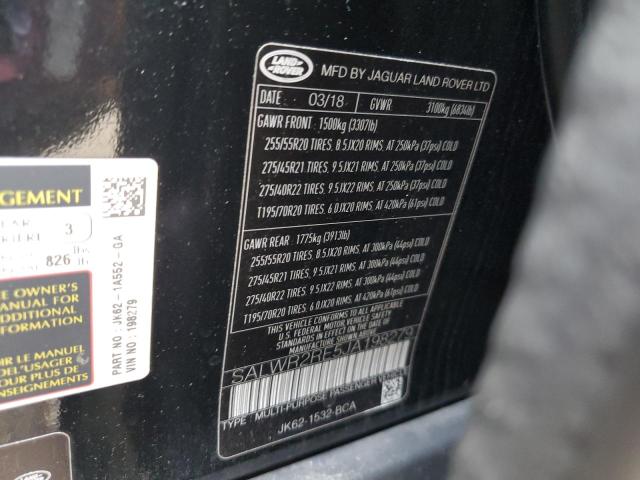 LAND ROVER
MFD BY JAGUAR LAND ROVER LTD
DATE 03/18 GVWR 3100kg (6834lb)
GAWR FRONT 1500kg (3307lb)
255/55R20 TIRES, 8.5JX20 RIMS, AT 250kPa (37psi) COLD
275/45R21 TIRES, 9.5JX21 RIMS, AT 250kPa (37psi) COLD
275/40R22 TIRES, 9.5JX22 RIMS, AT 250kPa (37psi) COLD
T195/70R20 TIRES, 6.0JX20 RIMS, AT 420kPa (61psi) COLD
GAWR REAR 1775kg (3913lb)
255/55R20 TIRES, 8.5JX20 RIMS, AT 300kPa (44psi) COLD
275/45R21 TIRES, 9.5JX21 RIMS, AT 300kPa (44psi) COLD
275/40R22 TIRES, 9.5JX22 RIMS, AT 300kPa (44psi) COLD
T195/70R20 TIRES, 6.0JX20 RIMS, AT 420kPa (61psi) COLD
THIS VEHICLE CONFORMS TO ALL APPLICABLE
U.S. FEDERAL MOTOR VEHICLE SAFETY
STANDARDS IN EFFECT ON THE DATE OF
MANUFACTURE SHOWN ABOVE.
SALWR2RE5JA198279
TYPE: MULTI-PURPOSE PASSENGER VEHICLE
JK62-1532-BCA
3
826 lb
E OWNER'S
ANUAL FOR
DDITIONAL
ORMATION
IR LE MANUEL
DE L'USAGER
UR PLUS DE
NSEIGNEMENTS
PART NO: JK62-1A552-GA
VIN NO: 198279